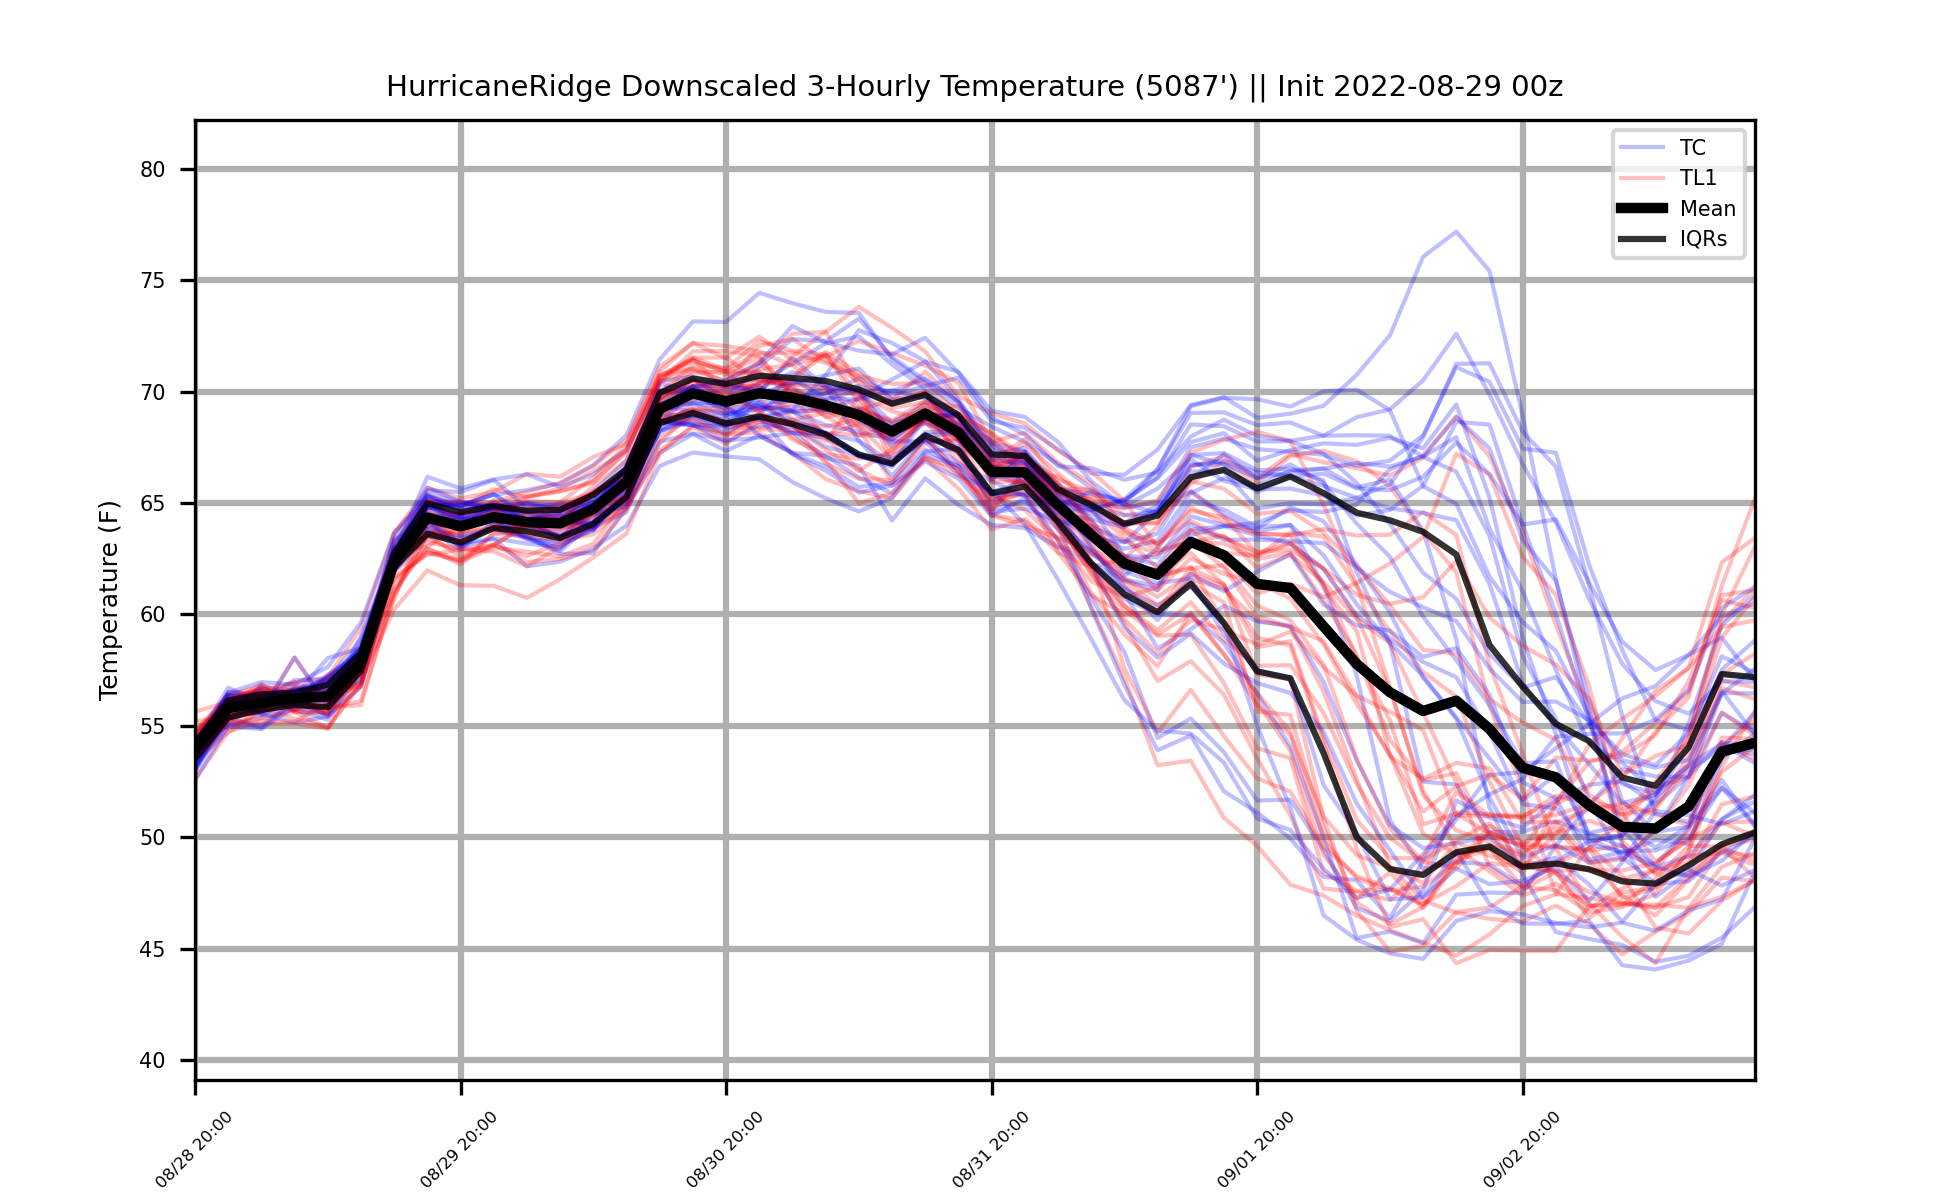 HurricaneRidge Downscaled 3-Hourly Temperature (5087') || Init 2022-08-29 00z
TC
TL1
Mean
IQRs
Temperature (F)
80
75
70
65
60
55
50
45
40
08/28 20:00
08/29 20:00
08/30 20:00
08/31 20:00
09/01 20:00
09/02 20:00